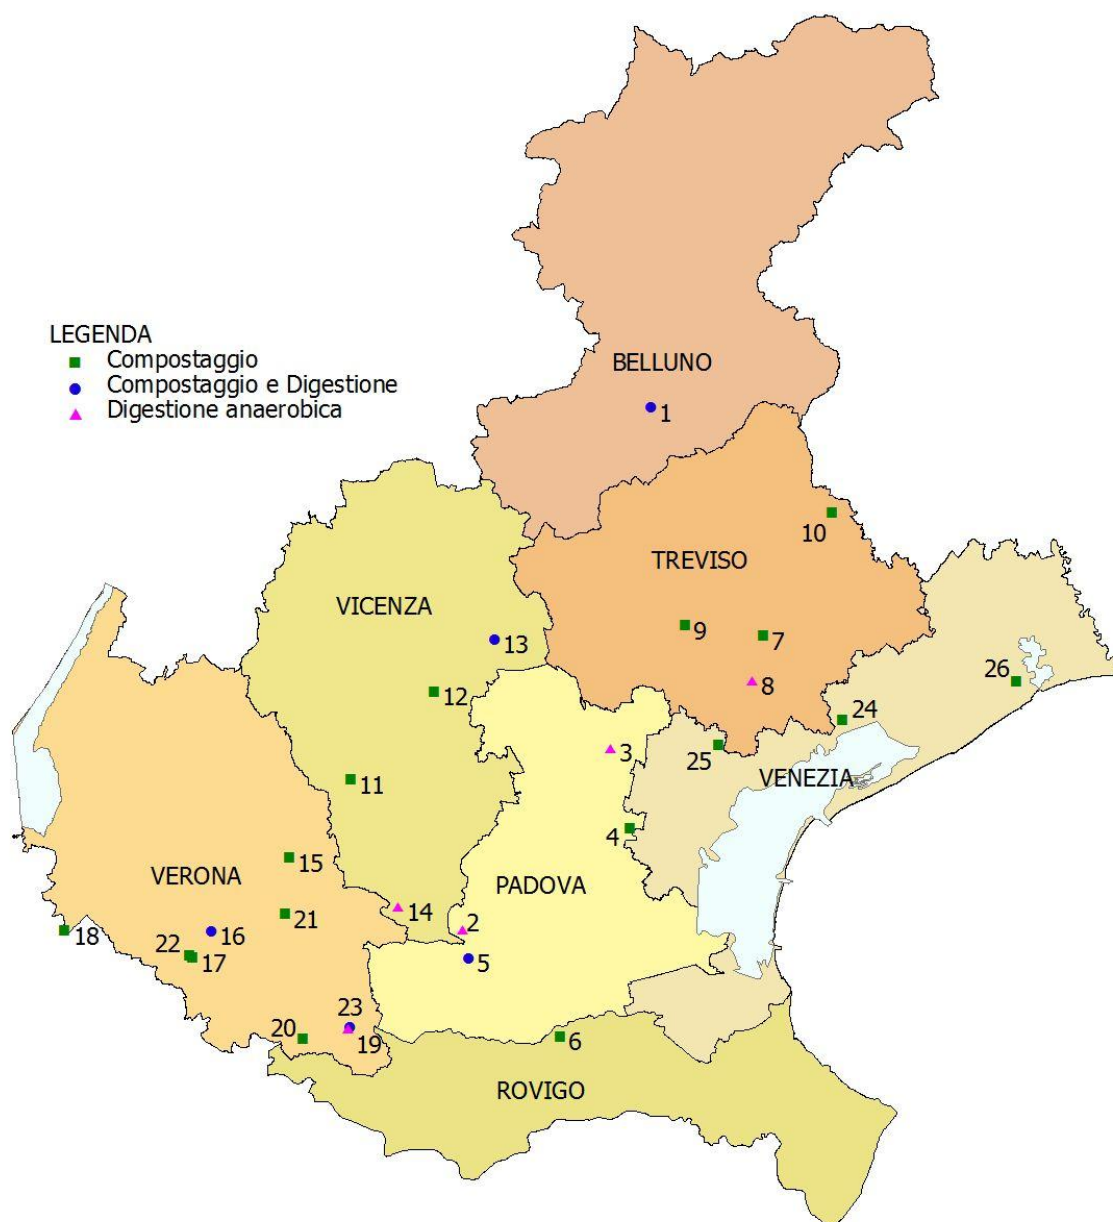 LEGENDA
Compostaggio
Compostaggio e Digestione
Digestione anaerobica
BELLUNO
1
10
TREVISO
VICENZA
9
7
13
8
26
12
24
3
25
VENEZIA
11
4
15
VERONA
PADOVA
14
21
2
18
16
22
17
5
23
20
19
6
ROVIGO